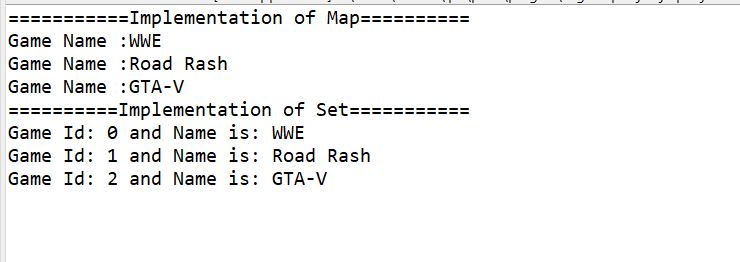 ===========Implementation of Map==========
Game Name :WWE
Game Name :Road Rash
Game Name :GTA-V
==========Implementation of Set===========
Game Id: 0 and Name is: WWE
Game Id: 1 and Name is: Road Rash
Game Id: 2 and Name is: GTA-V